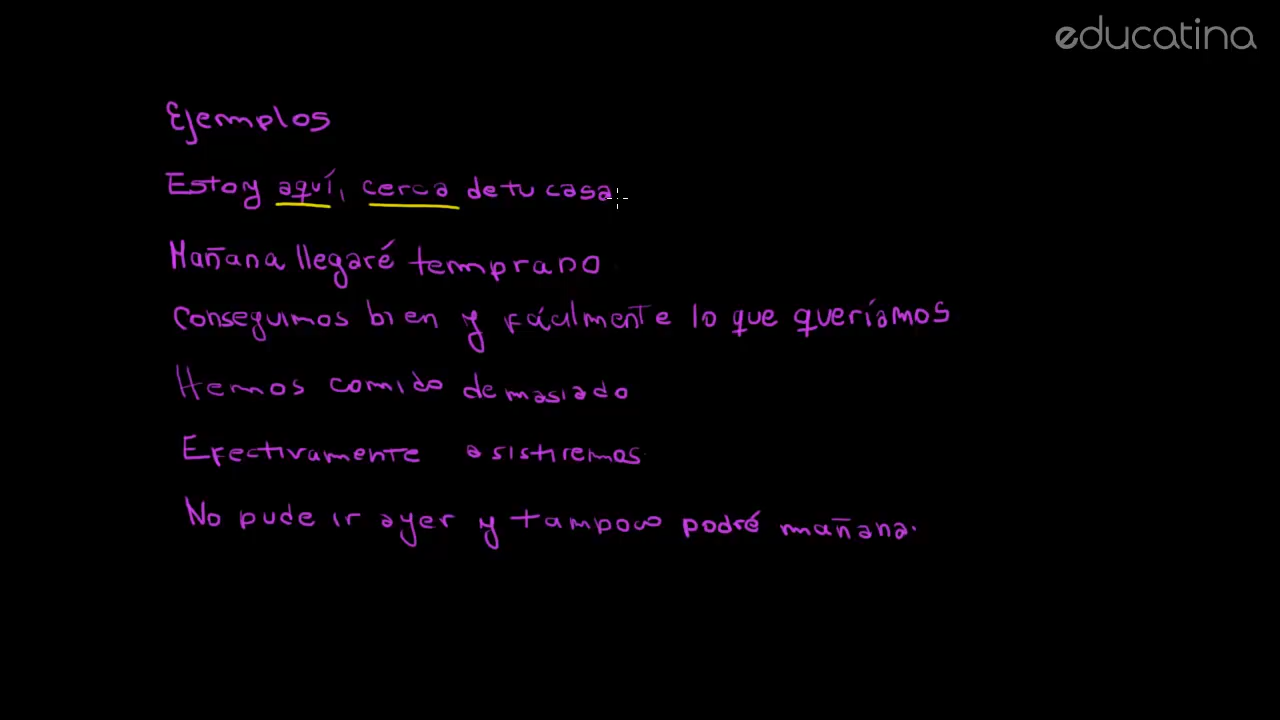 educatina
Ejemplos
Estoy aquí, cerca de tu casa
Mañana llegaré temprano
Conseguimos bien y fácilmente lo que queríamos
Hemos comido demasiado
Efectivamente asistiremos
No pude ir ayer y tampoco podré mañana.